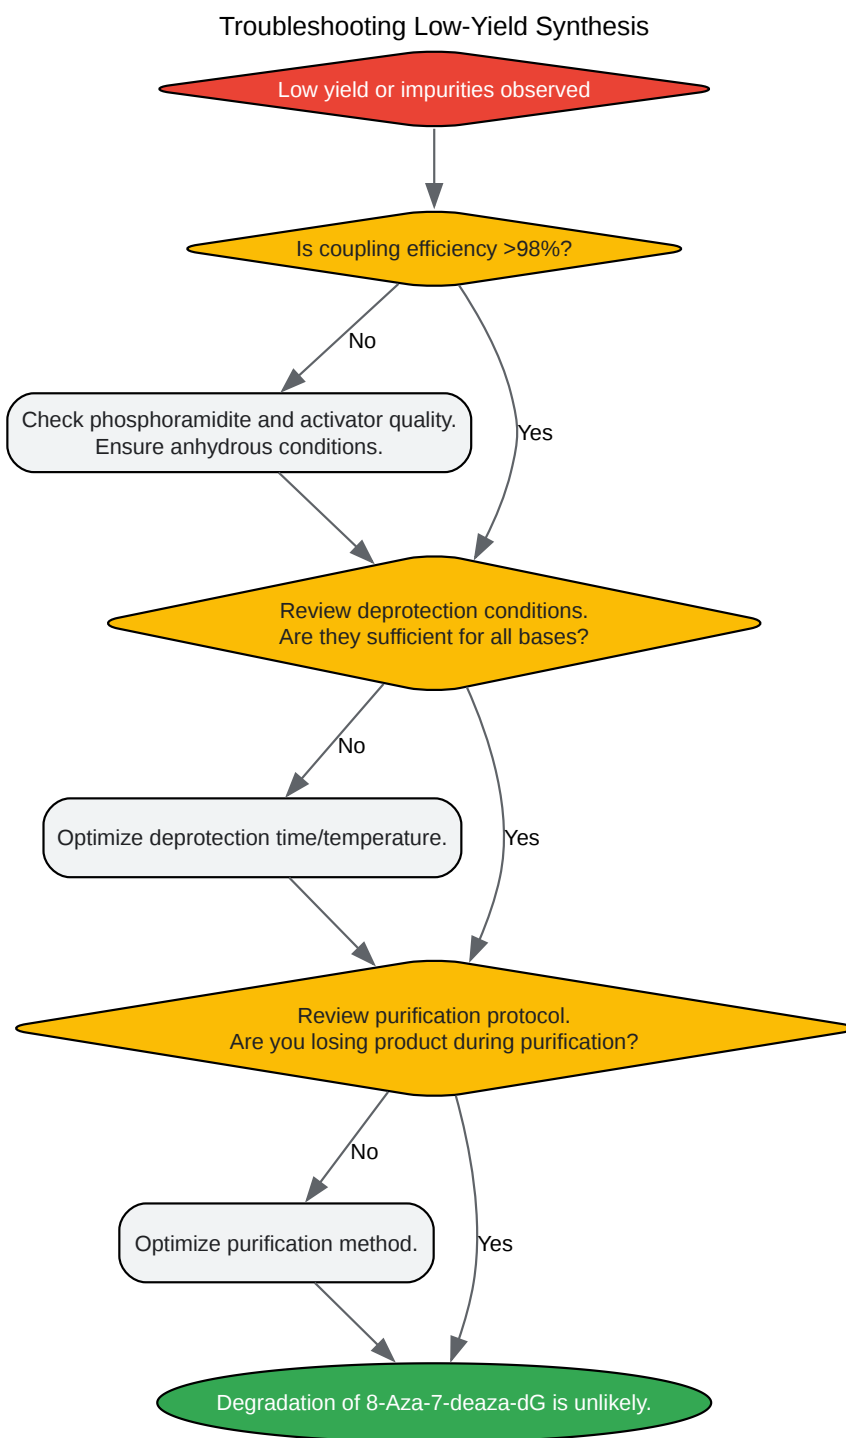 Troubleshooting Low-Yield Synthesis
Low yield or impurities observed
Is coupling efficiency >98%?
No
Yes
Check phosphoramidite and activator quality.
Ensure anhydrous conditions.
Review deprotection conditions.
Are they sufficient for all bases?
No
Yes
Optimize deprotection time/temperature.
Review purification protocol.
Are you losing product during purification?
No
Yes
Optimize purification method.
Degradation of 8-Aza-7-deaza-dG is unlikely.